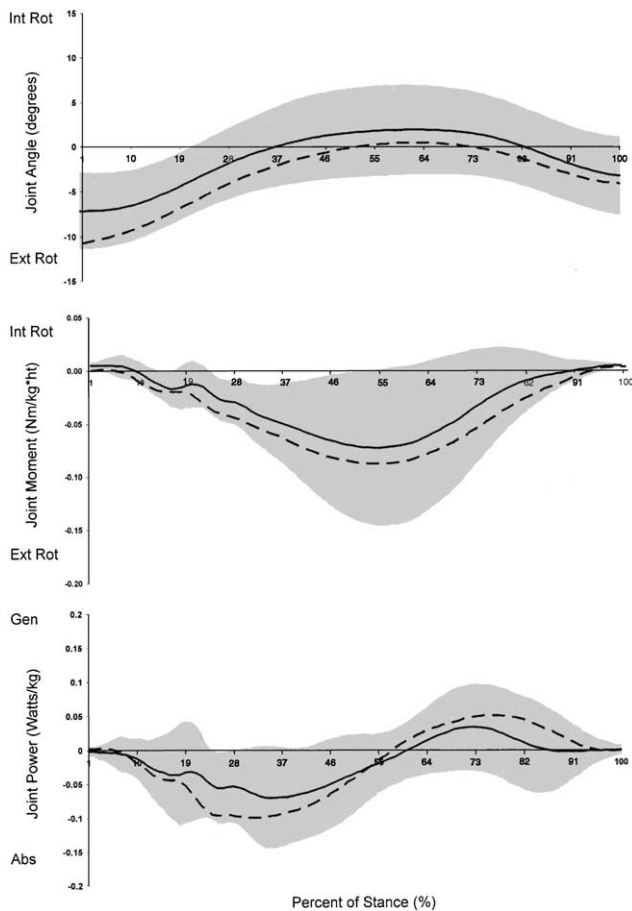 Int Rot
15
10
5
0
1 10 19 28 37 46 55 64 73 82 91 100
-5
-10
-15
Joint Angle (degrees)
Ext Rot
Int Rot
0.05
0.00
1 10 19 28 37 46 55 64 73 82 91 100
-0.05
-0.10
-0.15
-0.20
Joint Moment (Nm/kg*ht)
Ext Rot
Gen
0.2
0.15
0.1
0.05
0
1 10 19 28 37 46 55 64 73 82 91 100
-0.05
-0.1
-0.15
-0.2
Joint Power (Watts/kg)
Abs
Percent of Stance (%)